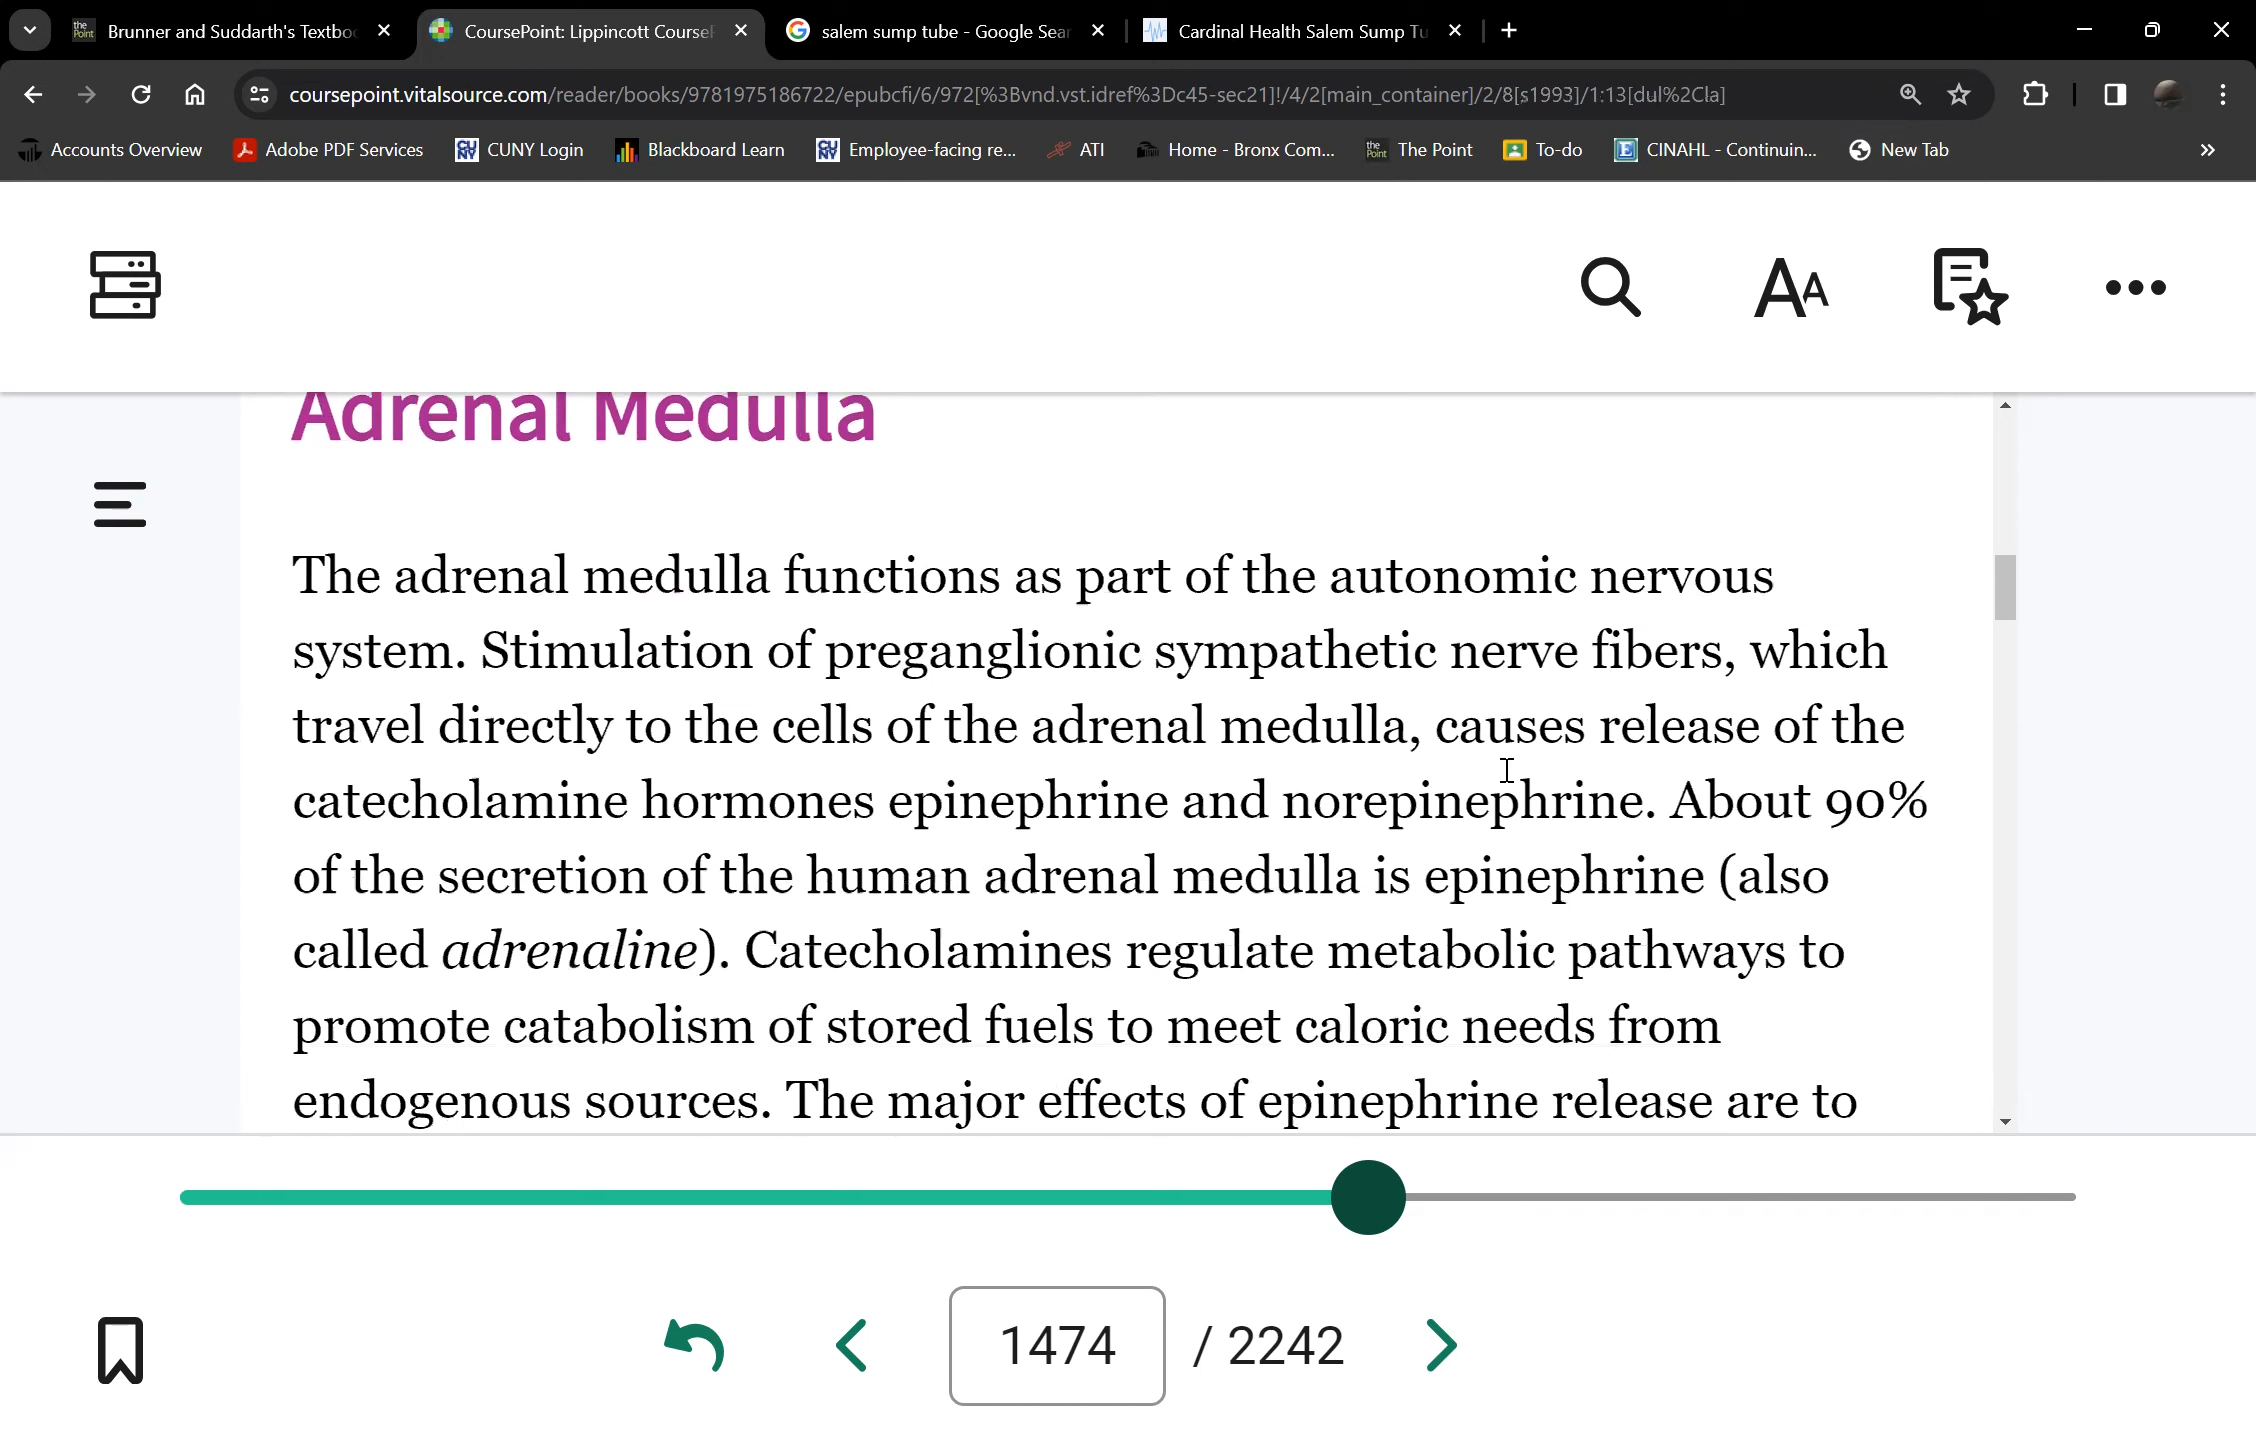 Brunner and Suddarth's Textbo
CoursePoint: Lippincott CourseP
salem sump tube - Google Sear
Cardinal Health Salem Sump Tu
coursepoint.vitalsource.com/reader/books/9781975186722/epubcfi/6/972[%3Bvnd.vst.idref%3Dc45-sec21]!/4/2[main_container]/2/8[s1993]/1:13[dul%2Cla]
Accounts Overview
Adobe PDF Services
CUNY Login
Blackboard Learn
Employee-facing re...
ATI
Home - Bronx Com...
The Point
To-do
CINAHL - Continuin...
New Tab
Adrenal Medulla
The adrenal medulla functions as part of the autonomic nervous
system. Stimulation of preganglionic sympathetic nerve fibers, which
travel directly to the cells of the adrenal medulla, causes release of the
catecholamine hormones epinephrine and norepinephrine. About 90%
of the secretion of the human adrenal medulla is epinephrine (also
called adrenaline). Catecholamines regulate metabolic pathways to
promote catabolism of stored fuels to meet caloric needs from
endogenous sources. The major effects of epinephrine release are to
1474 / 2242